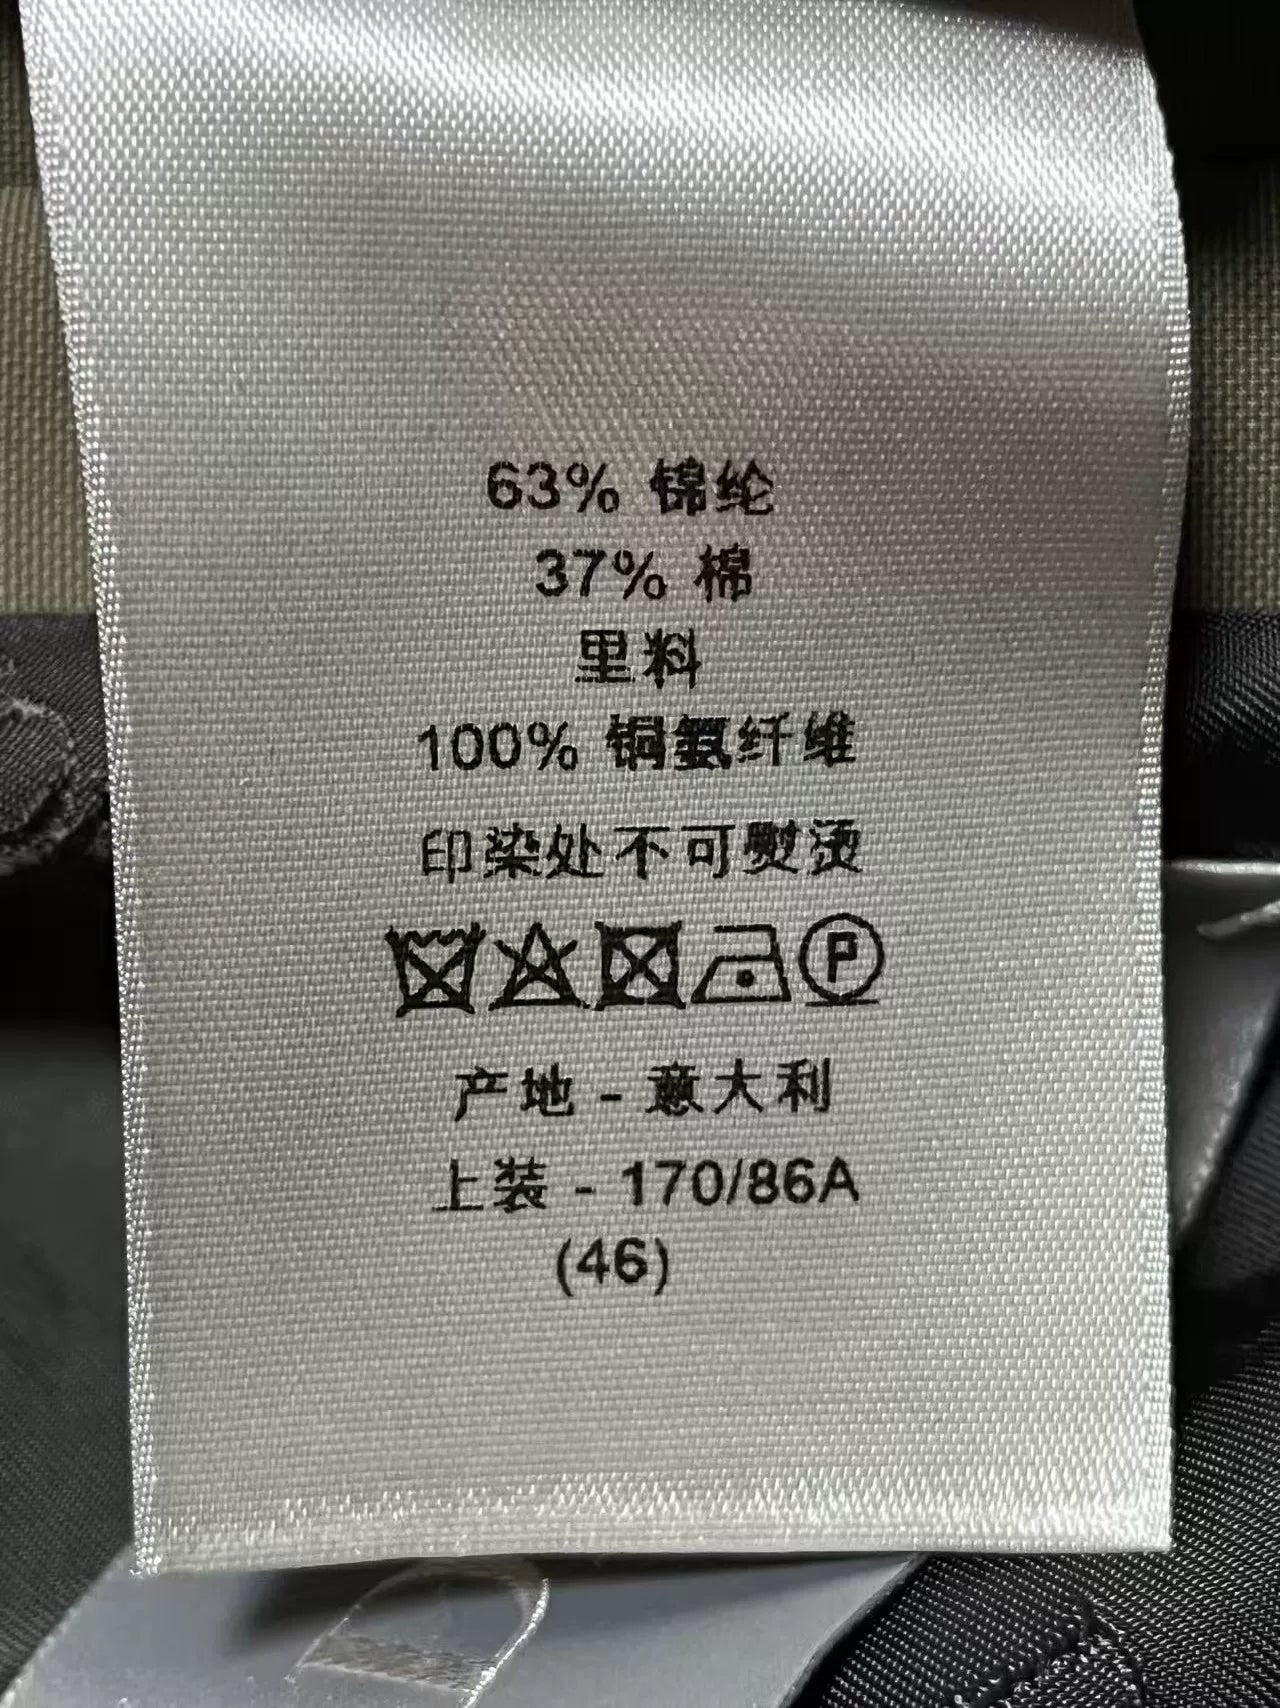 63% 锦纶
37% 棉
里料
100% 铜氨纤维
印染处不可熨烫
P
产地 - 意大利
上装 - 170/86A
(46)